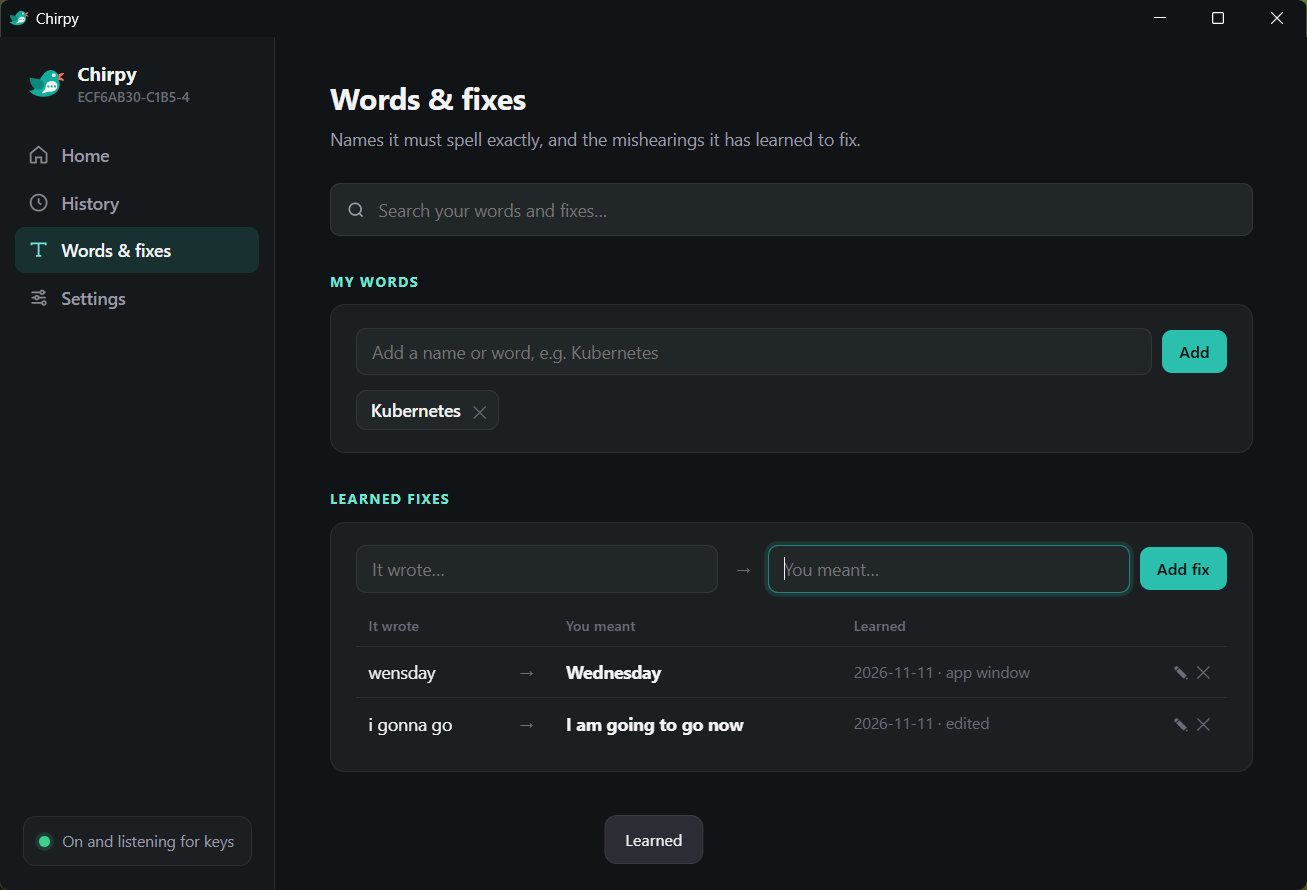 Chirpy
Chirpy
ECF6AB30-C1B5-4
Home
History
Words & fixes
Settings
On and listening for keys
Words & fixes
Names it must spell exactly, and the mishearings it has learned to fix.
Search your words and fixes...
MY WORDS
Add a name or word, e.g. Kubernetes
Add
Kubernetes
LEARNED FIXES
It wrote... → You meant... Add fix
It wrote You meant Learned
wensday → Wednesday 2026-11-11 · app window
i gonna go → I am going to go now 2026-11-11 · edited
Learned